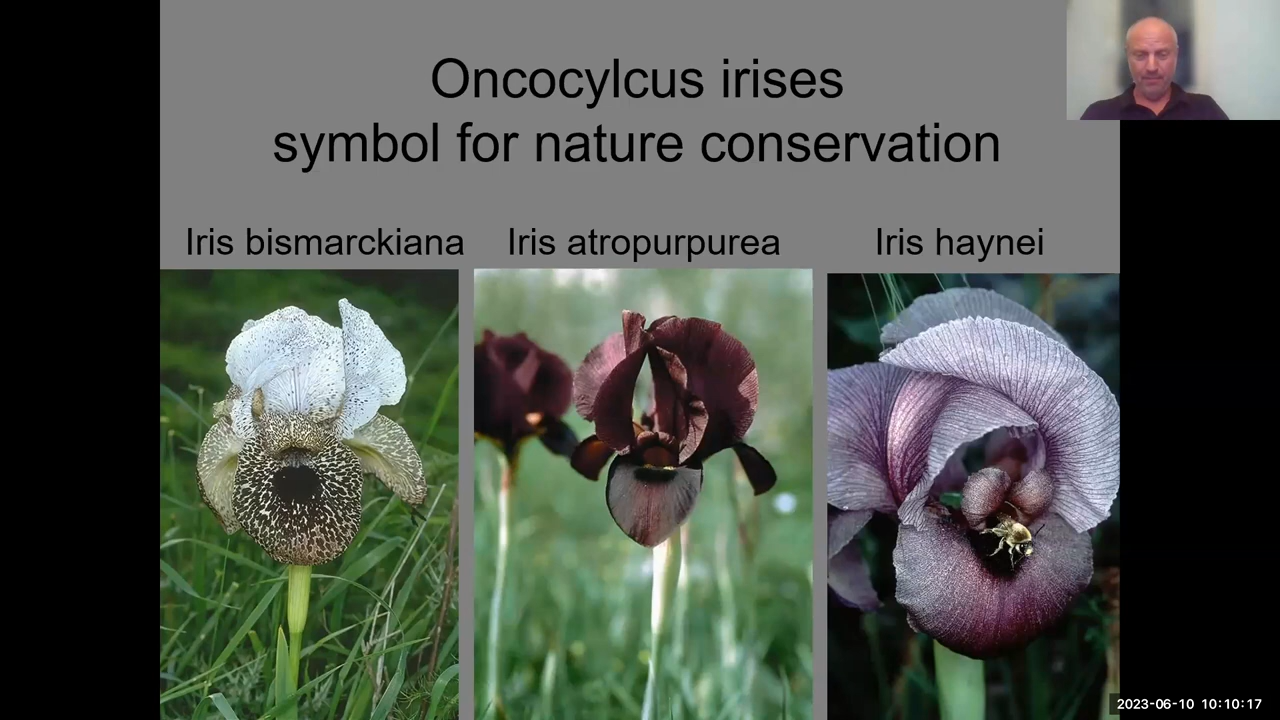 Oncocylcus irises
symbol for nature conservation
Iris bismarckiana Iris atropurpurea Iris haynei
2023-06-10 10:10:17